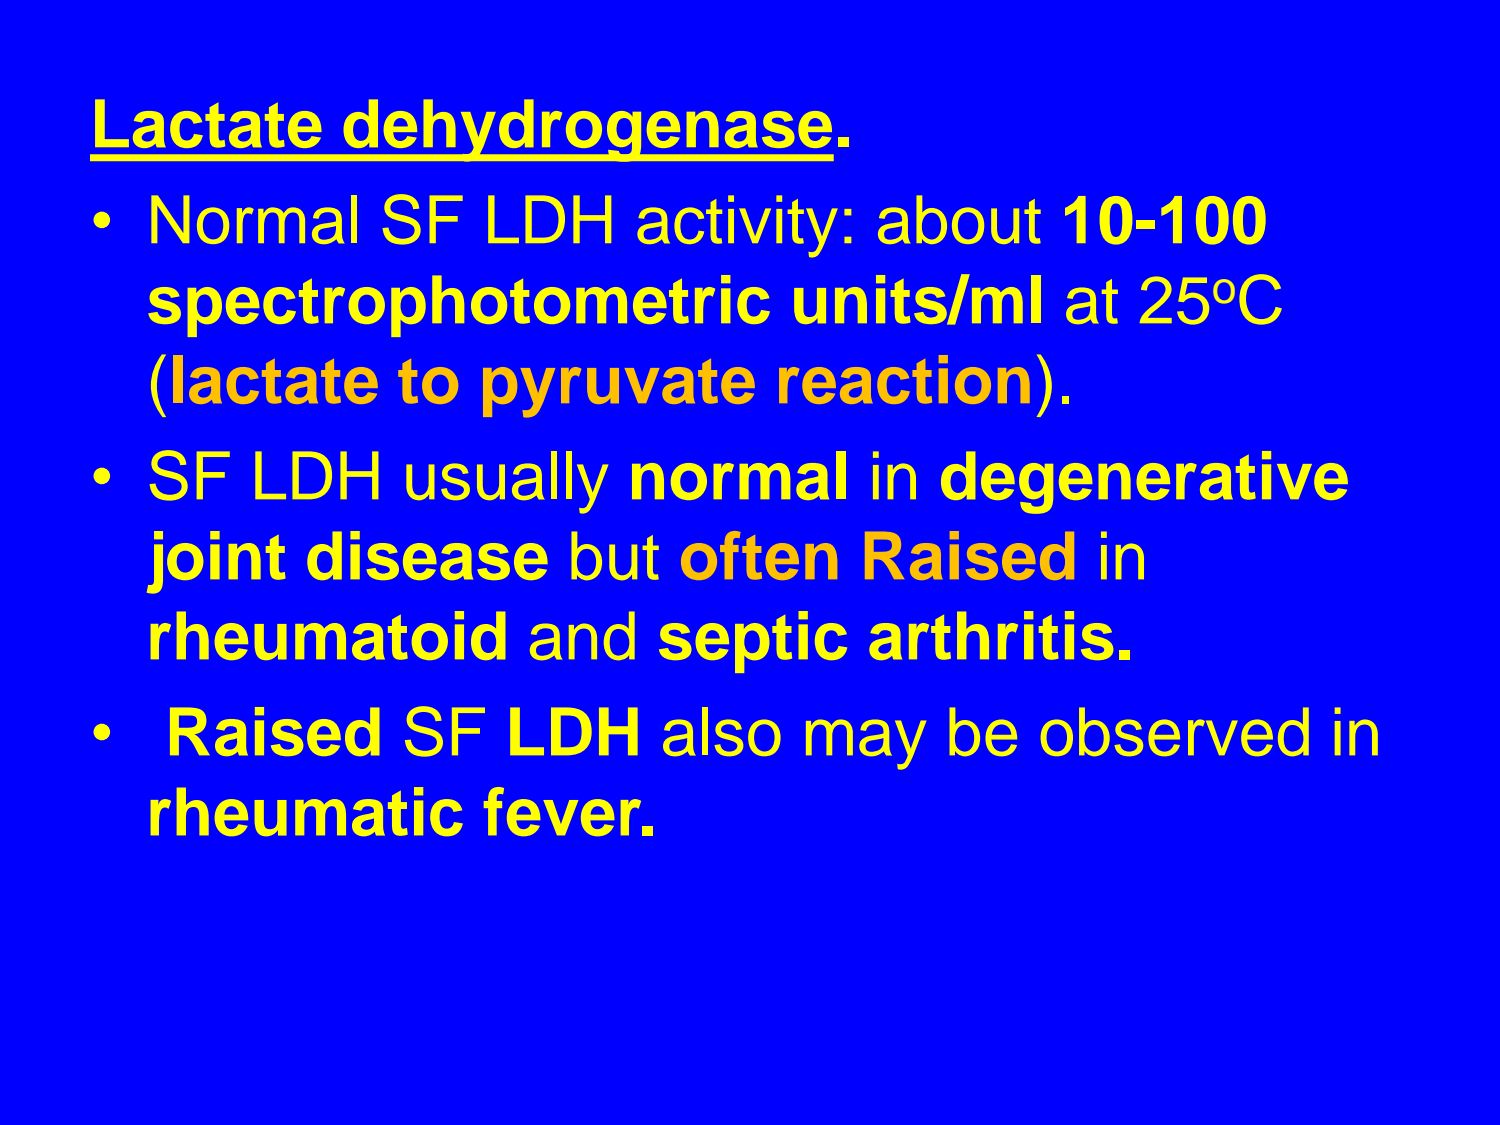 Lactate dehydrogenase.
• Normal SF LDH activity: about 10-100
spectrophotometric units/ml at 25ºC
(lactate to pyruvate reaction).
• SF LDH usually normal in degenerative
joint disease but often Raised in
rheumatoid and septic arthritis.
• Raised SF LDH also may be observed in
rheumatic fever.